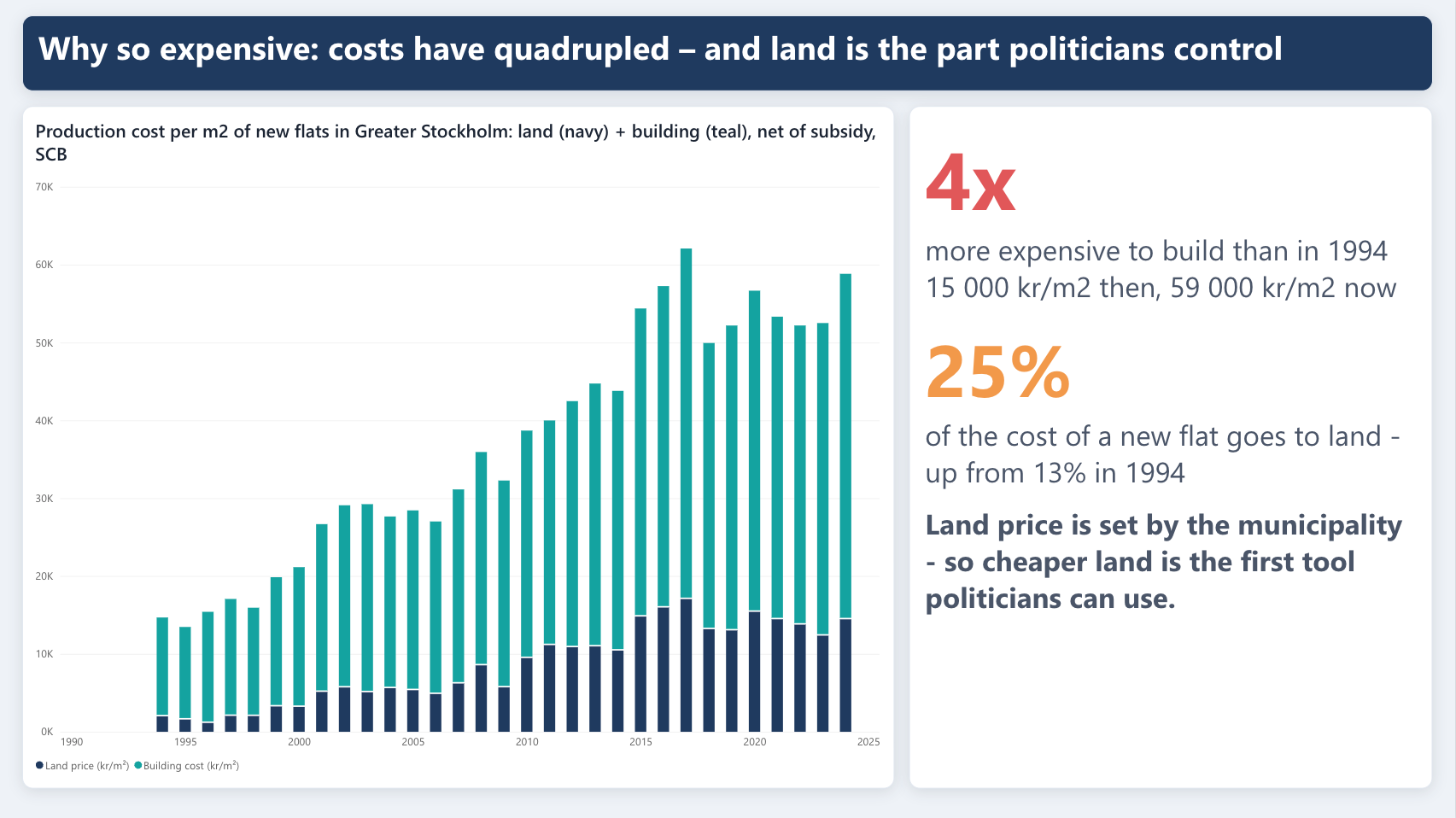 Why so expensive: costs have quadrupled – and land is the part politicians control
Production cost per m2 of new flats in Greater Stockholm: land (navy) + building (teal), net of subsidy,
SCB
70K
60K
50K
40K
30K
20K
10K
0K
1990
1995
2000
2005
2010
2015
2020
2025
Land price (kr/m²)
Building cost (kr/m²)
4x
more expensive to build than in 1994
15 000 kr/m2 then, 59 000 kr/m2 now
25%
of the cost of a new flat goes to land -
up from 13% in 1994
Land price is set by the municipality
- so cheaper land is the first tool
politicians can use.